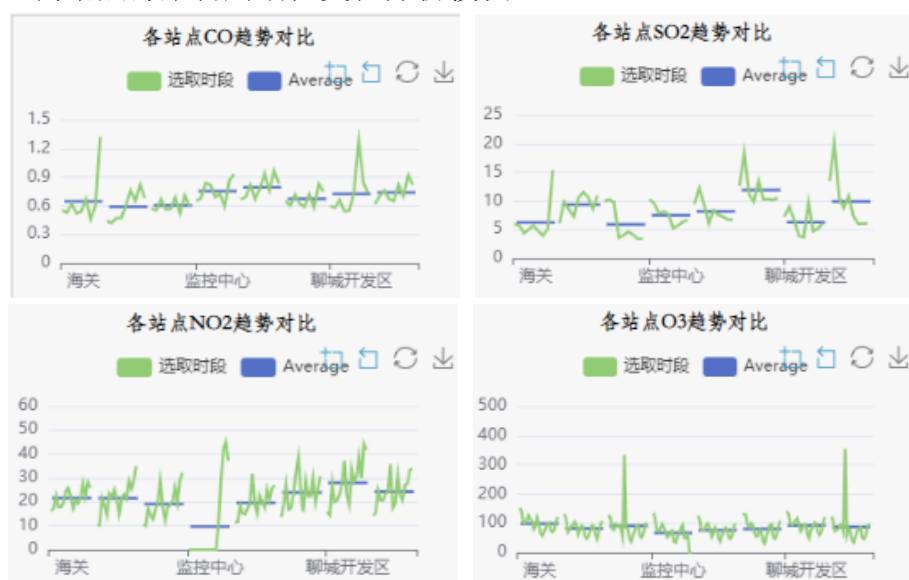 各站点CO趋势对比
选取时段 Average
1.5
1.2
0.9
0.6
0.3
0
海关 监控中心 聊城开发区
各站点SO2趋势对比
选取时段 Average
25
20
15
10
5
0
海关 监控中心 聊城开发区
各站点NO2趋势对比
选取时段 Average
60
50
40
30
20
10
0
海关 监控中心 聊城开发区
各站点O3趋势对比
选取时段 Average
500
400
300
200
100
0
海关 监控中心 聊城开发区